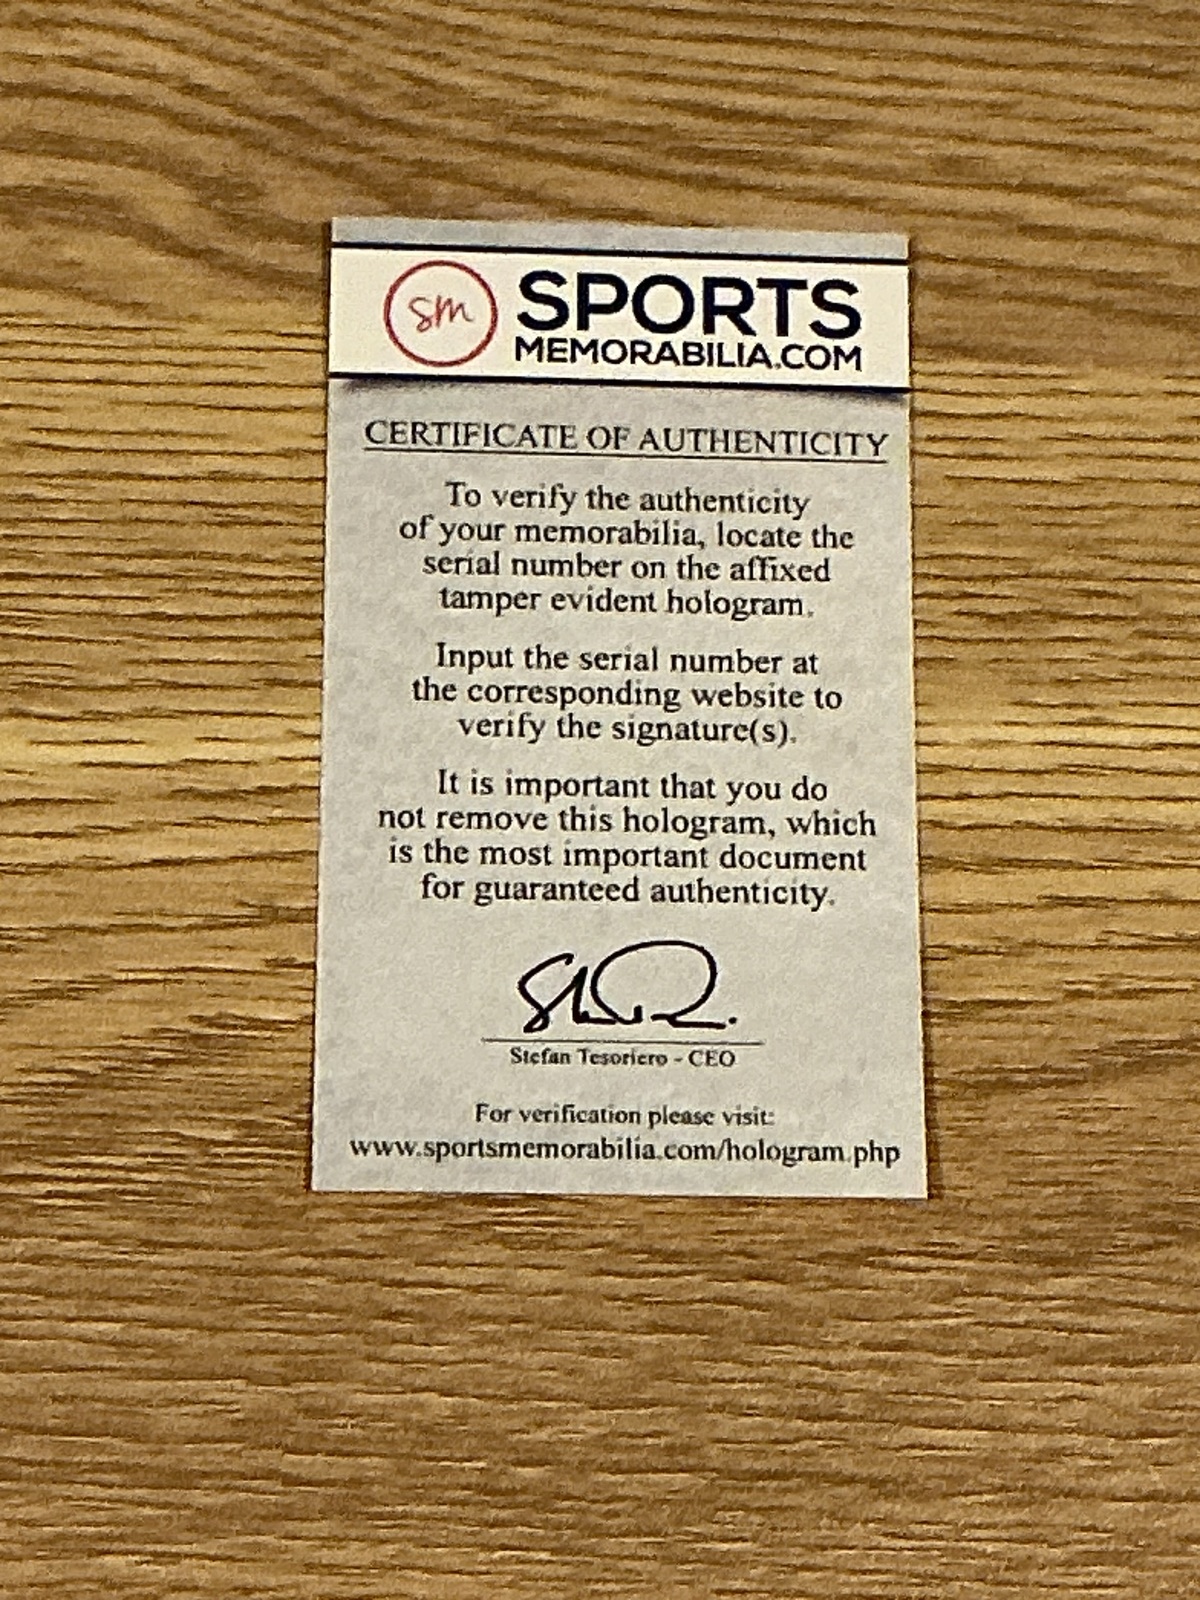 sm
SPORTS
MEMORABILIA.COM
CERTIFICATE OF AUTHENTICITY
To verify the authenticity
of your memorabilia, locate the
serial number on the affixed
tamper evident hologram.
Input the serial number at
the corresponding website to
verify the signature(s).
It is important that you do
not remove this hologram, which
is the most important document
for guaranteed authenticity.
Stefan Tesoriero - CEO
For verification please visit:
www.sportsmemorabilia.com/hologram.php